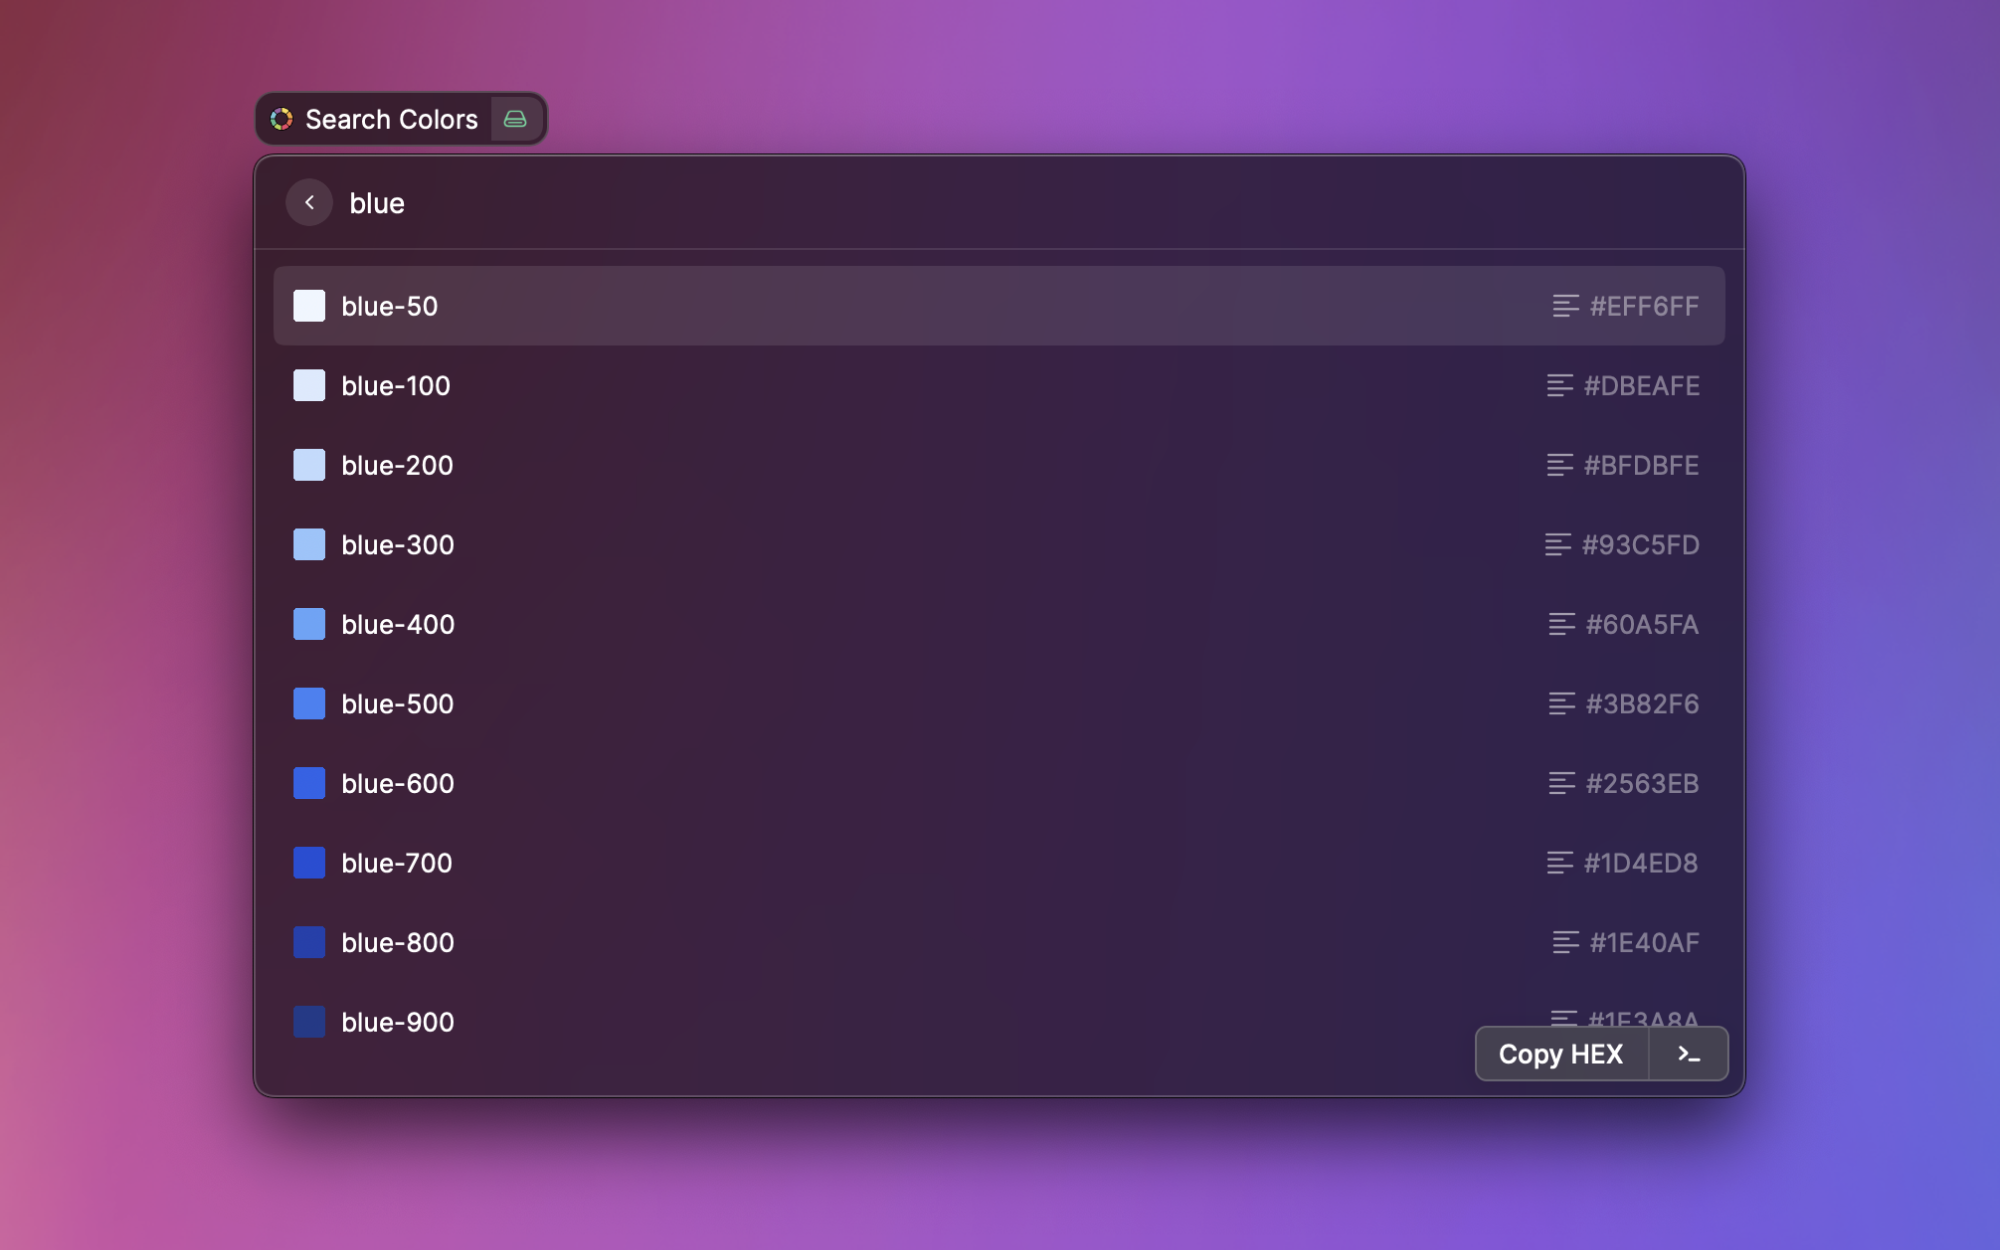 Search Colors
blue
blue-50 #EFF6FF
blue-100 #DBEAFE
blue-200 #BFDBFE
blue-300 #93C5FD
blue-400 #60A5FA
blue-500 #3B82F6
blue-600 #2563EB
blue-700 #1D4ED8
blue-800 #1E40AF
blue-900 #1E3A8A
Copy HEX